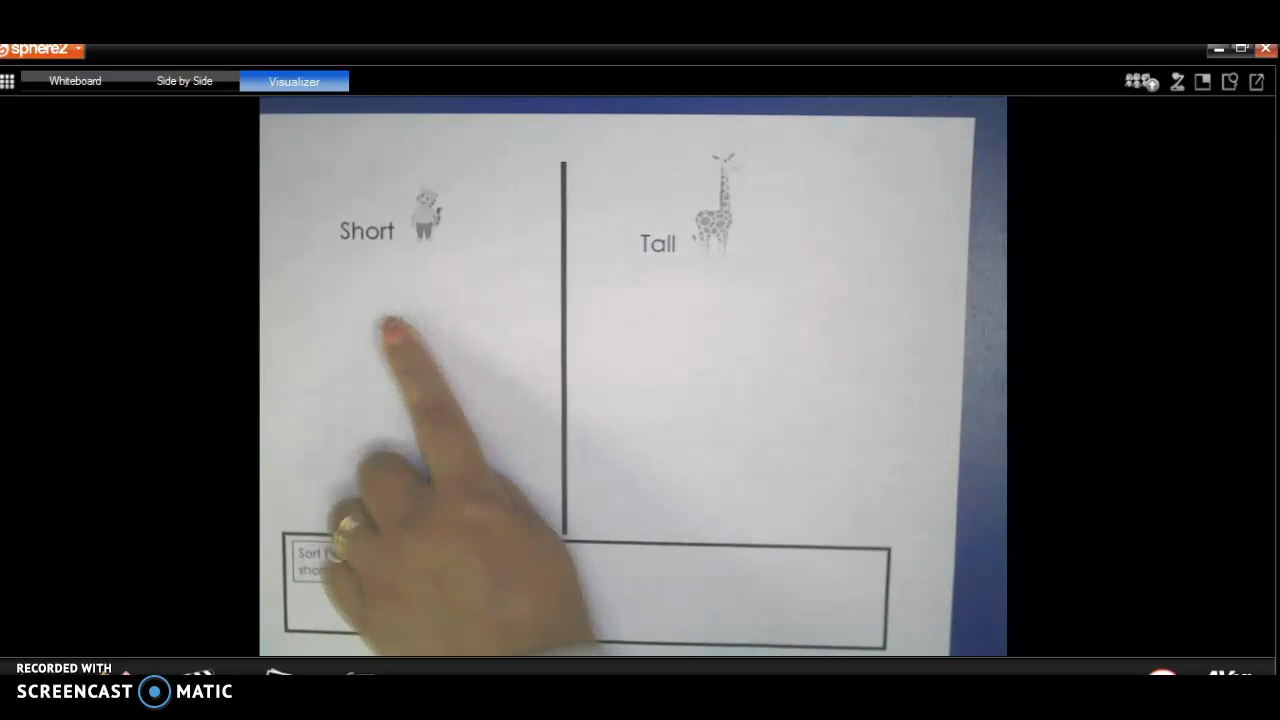 sphere2
Whiteboard
Side by Side
Visualizer
Short
Tall
Sort
RECORDED WITH
SCREENCAST MATIC